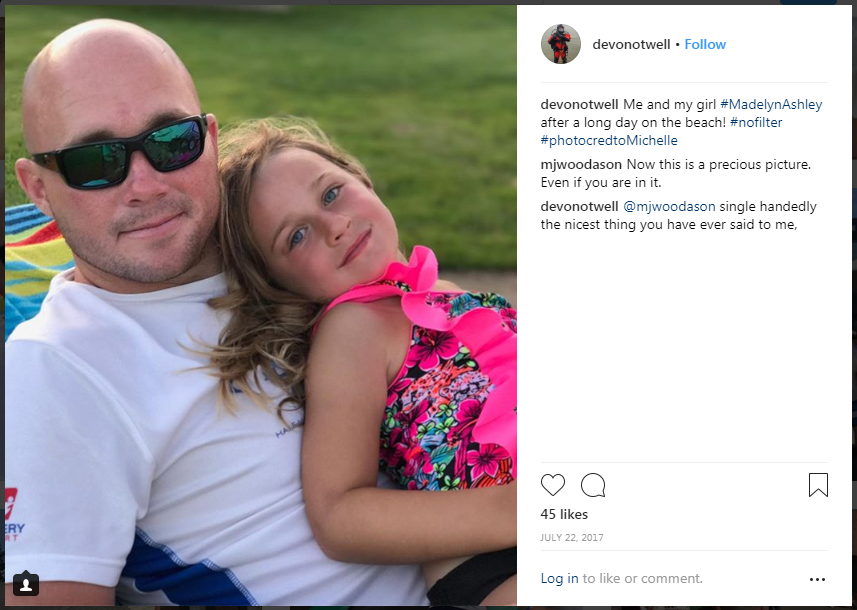 devonotwell • Follow
devonotwell Me and my girl #MadelynAshley
after a long day on the beach! #nofilter
#photocredtoMichelle
mjwoodason Now this is a precious picture.
Even if you are in it.
devonotwell @mjwoodason single handedly
the nicest thing you have ever said to me,
45 likes
JULY 22, 2017
Log in to like or comment.